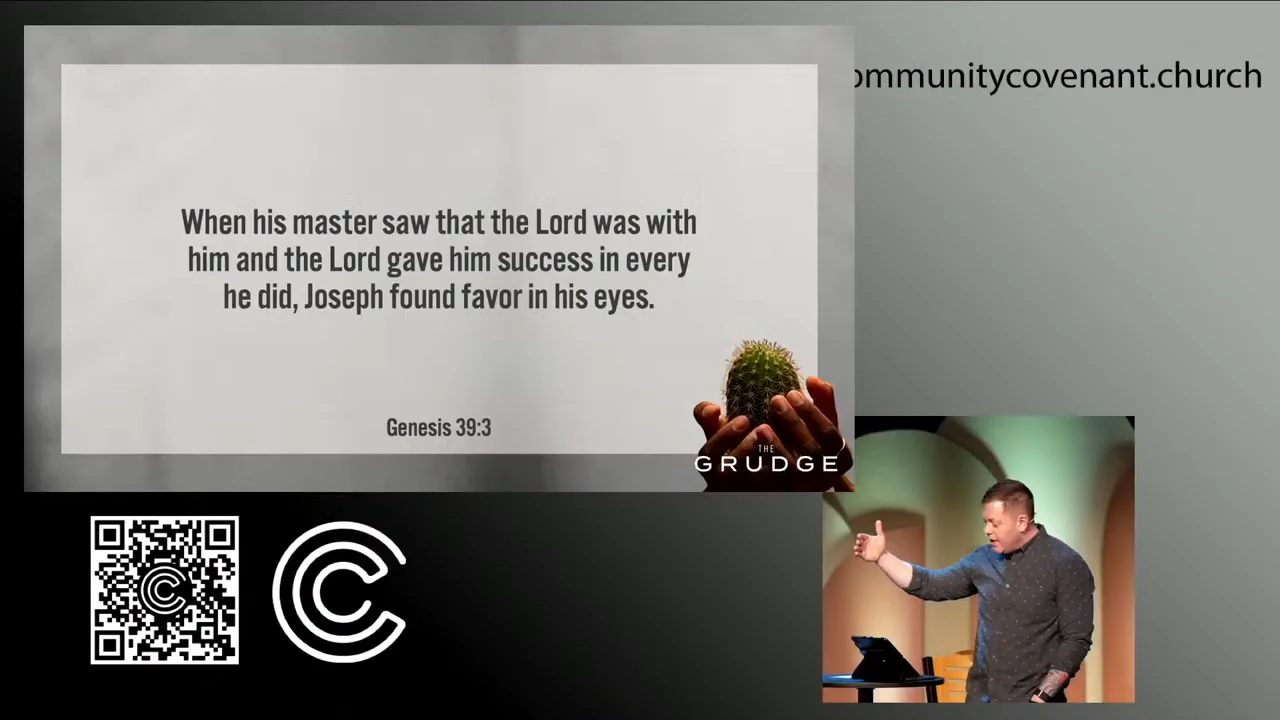 When his master saw that the Lord was with
him and the Lord gave him success in every
he did, Joseph found favor in his eyes.
Genesis 39:3
THE
GRUDGE
ommunitycovenant.church